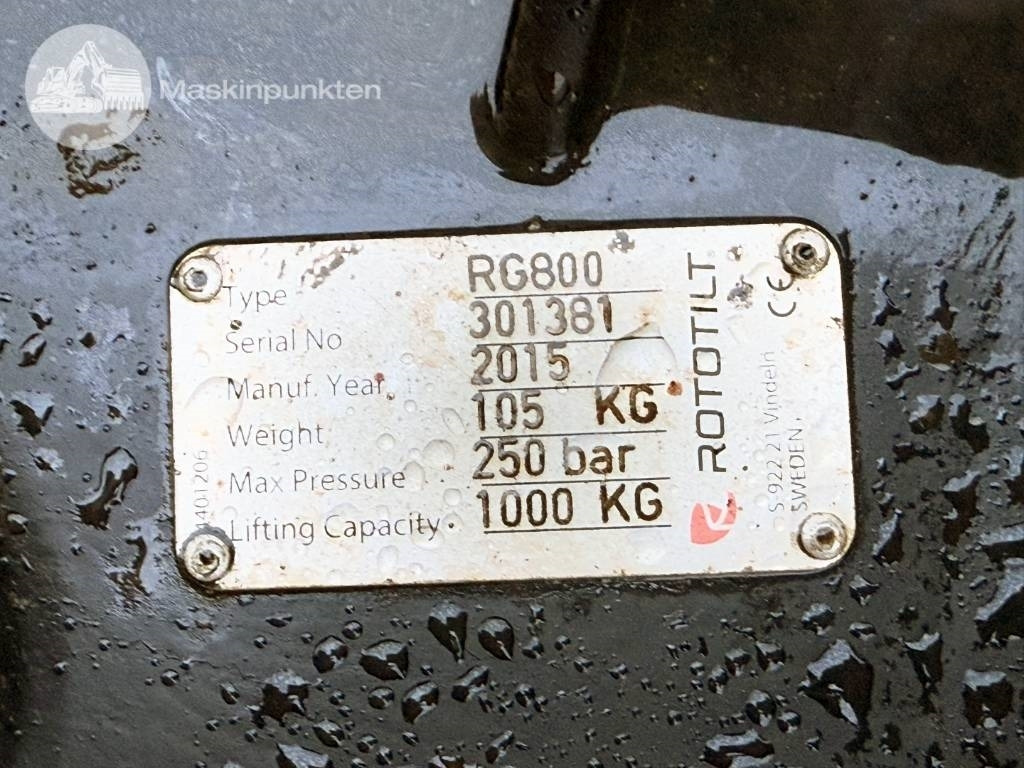 Maskinpunkten
Type RG800
Serial No 301381
Manuf. Year 2015
Weight 105 KG
Max Pressure 250 bar
Lifting Capacity 1000 KG
ROTOTILT
CE
S 922 21 Vindeln
SWEDEN.